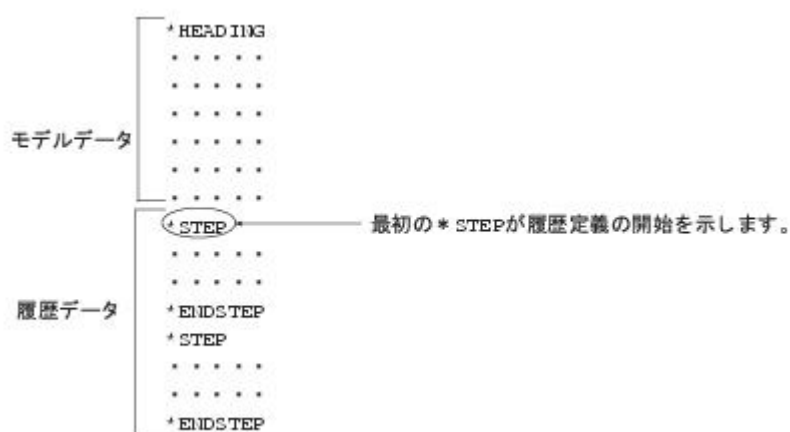 *HEADING
. . . . .
. . . . .
. . . . .
モデルデータ
. . . . .
. . . . .
. . . . .
*STEP 最初の*STEPが履歴定義の開始を示します。
. . . . .
. . . . .
履歴データ
*ENDSTEP
*STEP
. . . . .
. . . . .
*ENDSTEP